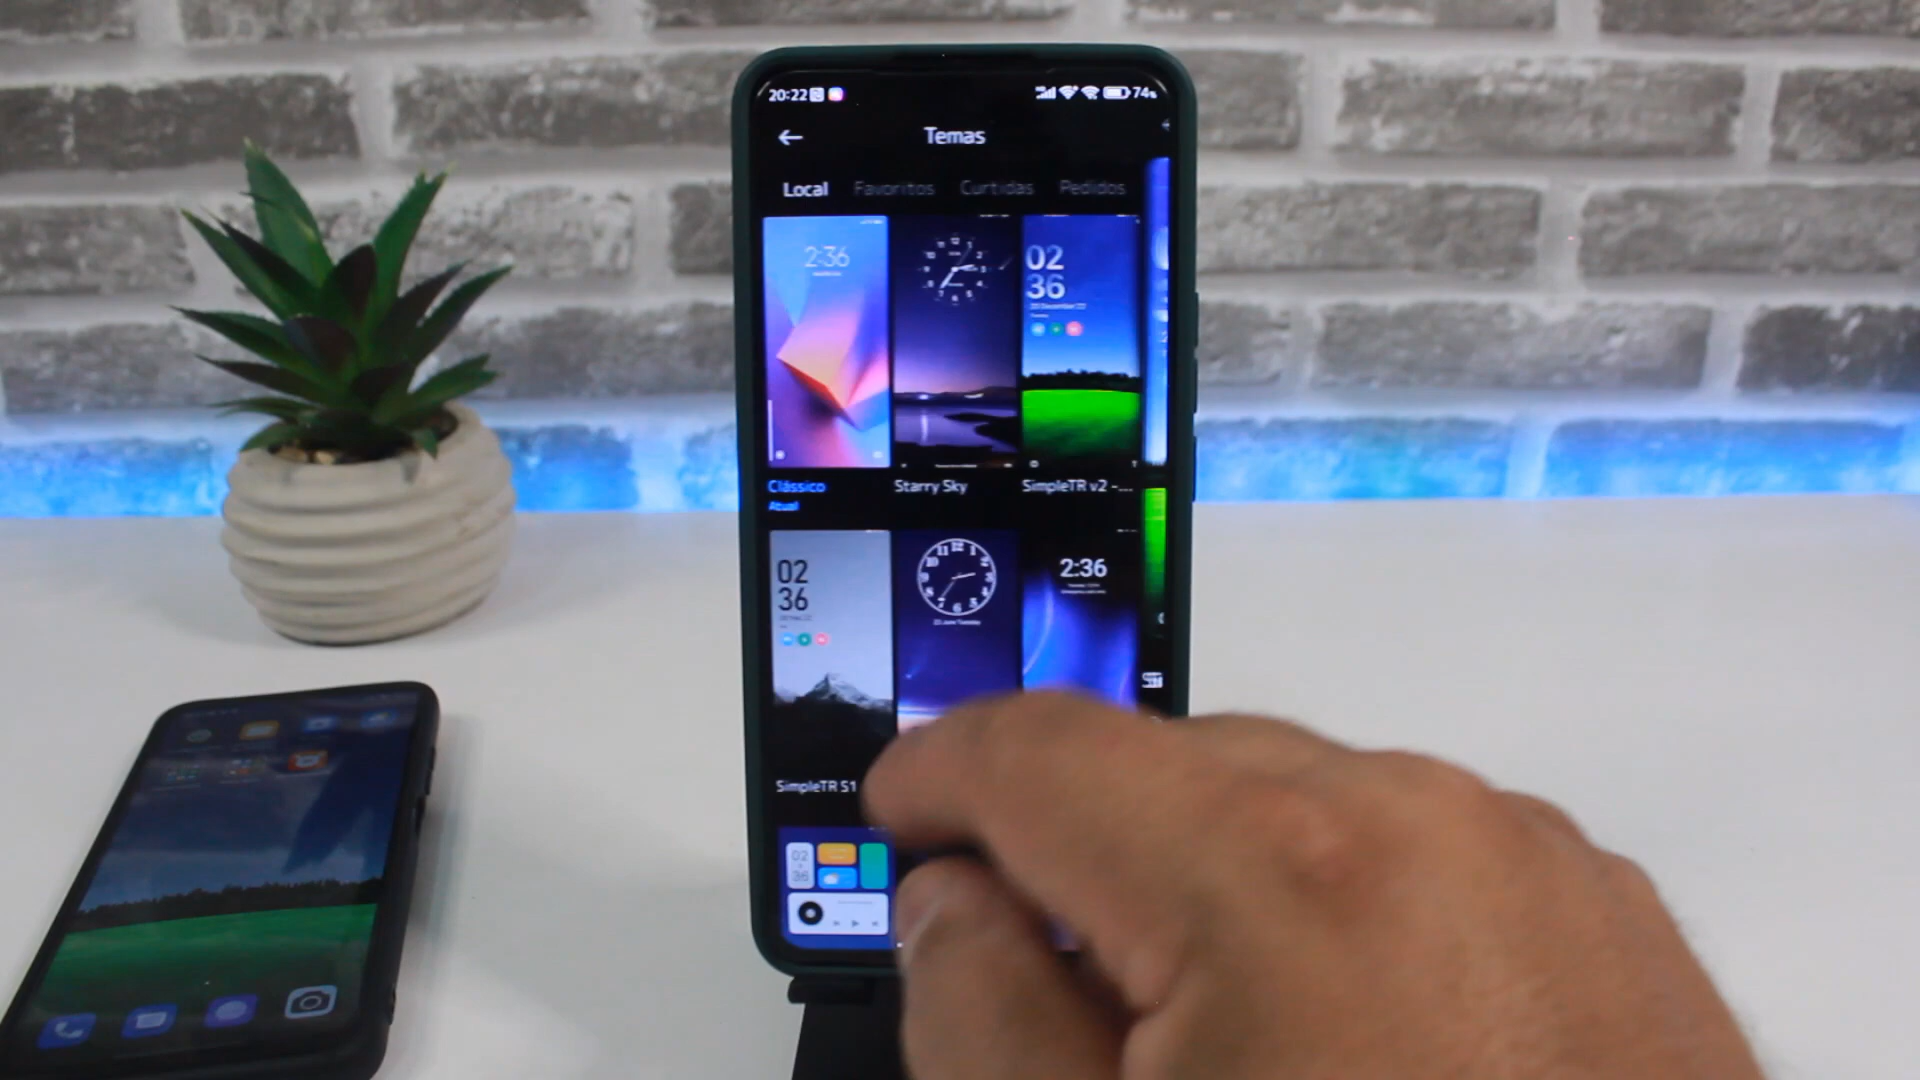 20:22 74%
Temas
Local Favoritos Curtidas Pedidos
2:36
02
36
Clássico Starry Sky SimpleTR v2 -...
Atual
02
36
2:36
SimpleTR S1
02
36